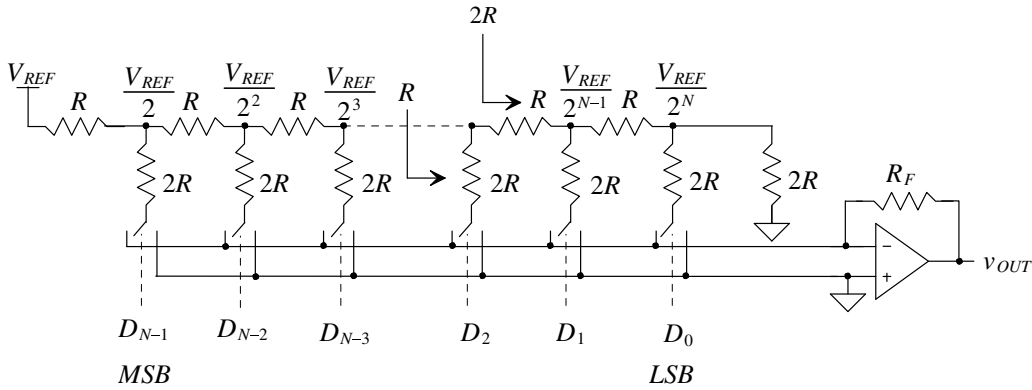 2R
V_REF
R
V_REF/2
R
V_REF/2^2
R
V_REF/2^3
R
R
V_REF/2^{N–1}
R
V_REF/2^N
2R
2R
2R
2R
2R
2R
2R
R_F
–
+
v_OUT
D_{N–1} D_{N–2} D_{N–3} D_2 D_1 D_0
MSB LSB